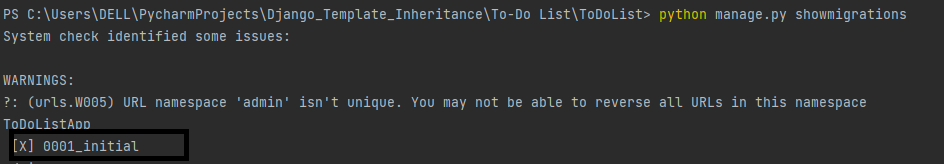 PS C:\Users\DELL\PycharmProjects\Django_Template_Inheritance\To-Do List\ToDoList> python manage.py showmigrations
System check identified some issues:
WARNINGS:
?: (urls.W005) URL namespace 'admin' isn't unique. You may not be able to reverse all URLs in this namespace
ToDoListApp
[X] 0001_initial